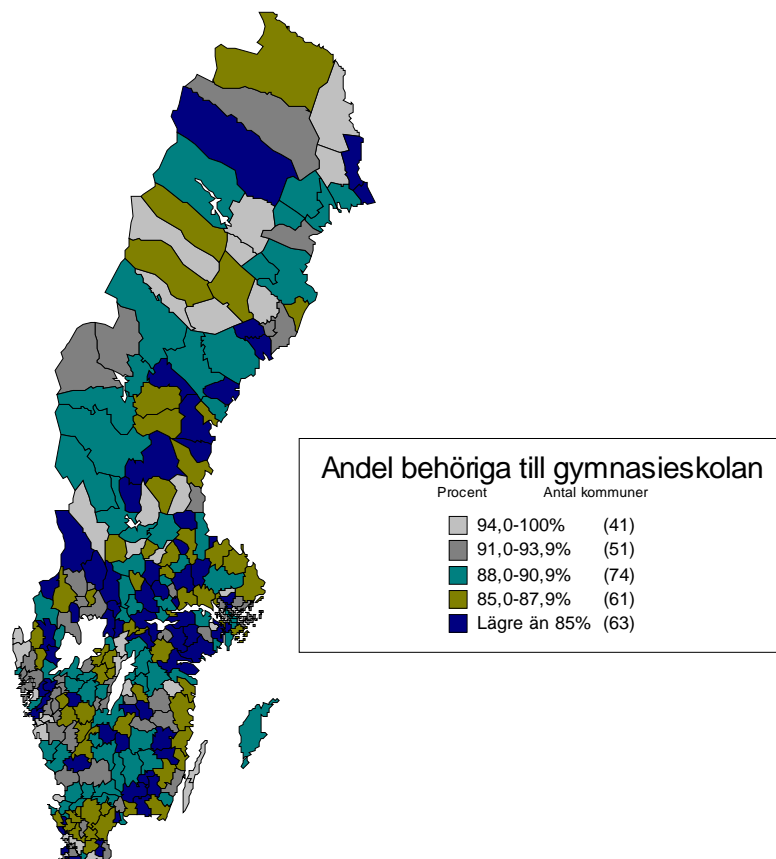 Andel behöriga till gymnasieskolan
Procent Antal kommuner
94,0-100% (41)
91,0-93,9% (51)
88,0-90,9% (74)
85,0-87,9% (61)
Lägre än 85% (63)